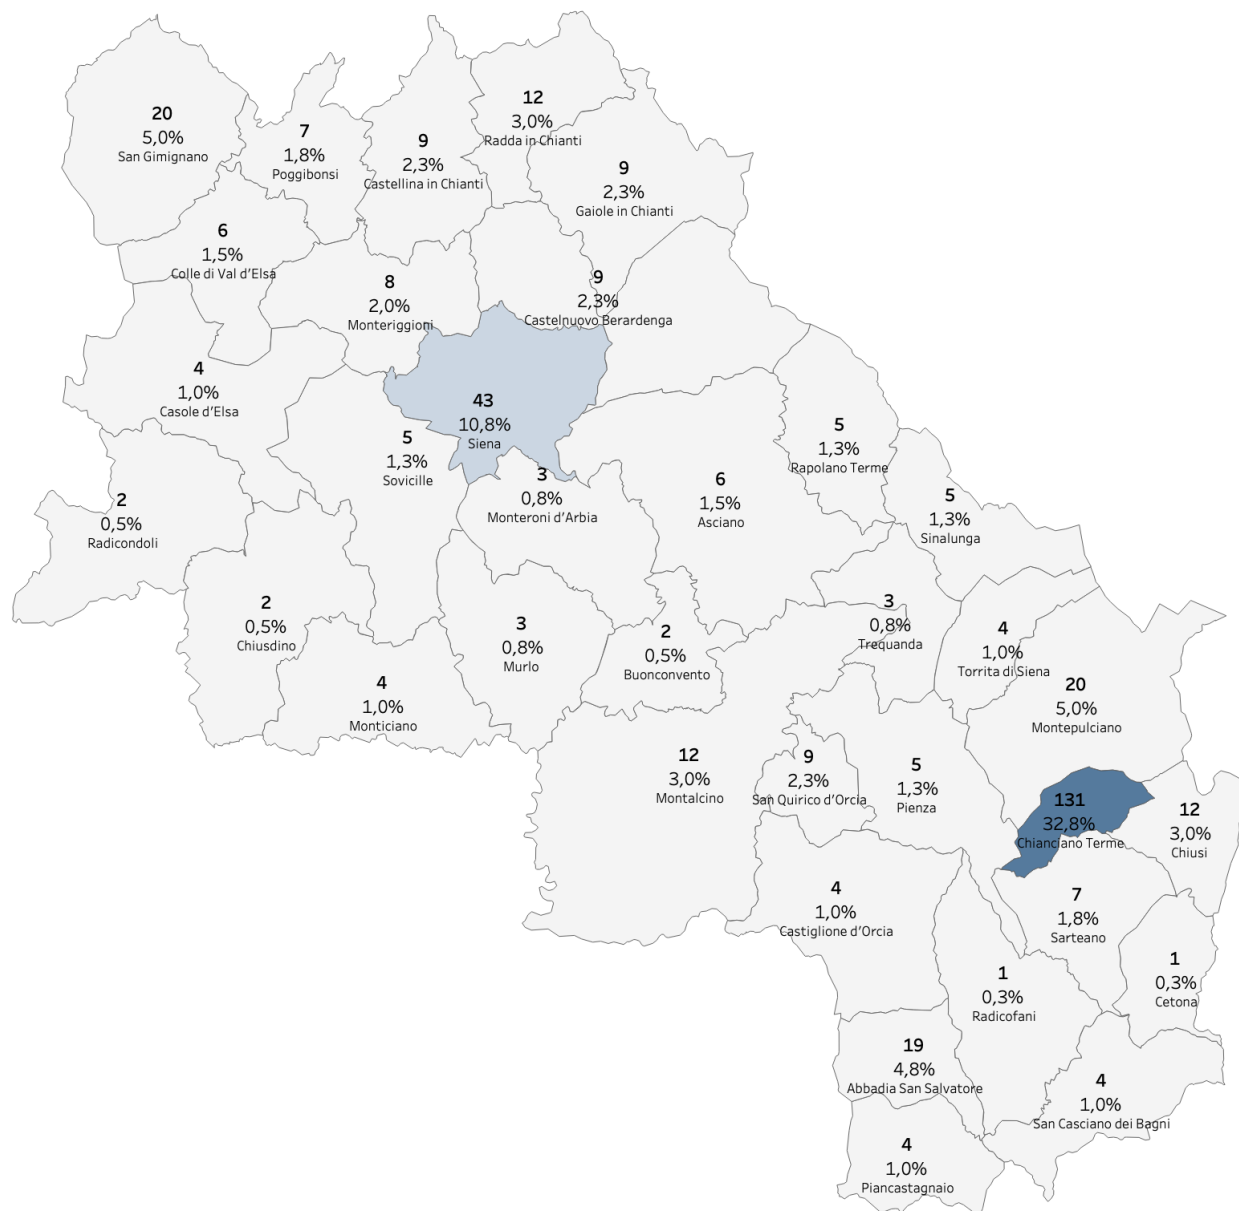 20
5,0%
San Gimignano
7
1,8%
Poggibonsi
9
2,3%
Castellina in Chianti
12
3,0%
Radda in Chianti
9
2,3%
Gaiole in Chianti
6
1,5%
Colle di Val d’Elsa
8
2,0%
Monteriggioni
9
2,3%
Castelnuovo Berardenga
4
1,0%
Casole d’Elsa
43
10,8%
Siena
5
1,3%
Sovicille
5
1,3%
Rapolano Terme
3
0,8%
Monteroni d’Arbia
6
1,5%
Asciano
5
1,3%
Sinalunga
2
0,5%
Radicondoli
2
0,5%
Chiusdino
3
0,8%
Murlo
2
0,5%
Buonconvento
3
0,8%
Trequanda
4
1,0%
Torrita di Siena
4
1,0%
Monticiano
20
5,0%
Montepulciano
12
3,0%
Montalcino
9
2,3%
San Quirico d’Orcia
5
1,3%
Pienza
131
32,8%
Chianciano Terme
12
3,0%
Chiusi
4
1,0%
Castiglione d’Orcia
7
1,8%
Sarteano
1
0,3%
Cetona
1
0,3%
Radicofani
19
4,8%
Abbadia San Salvatore
4
1,0%
San Casciano dei Bagni
4
1,0%
Piancastagnaio